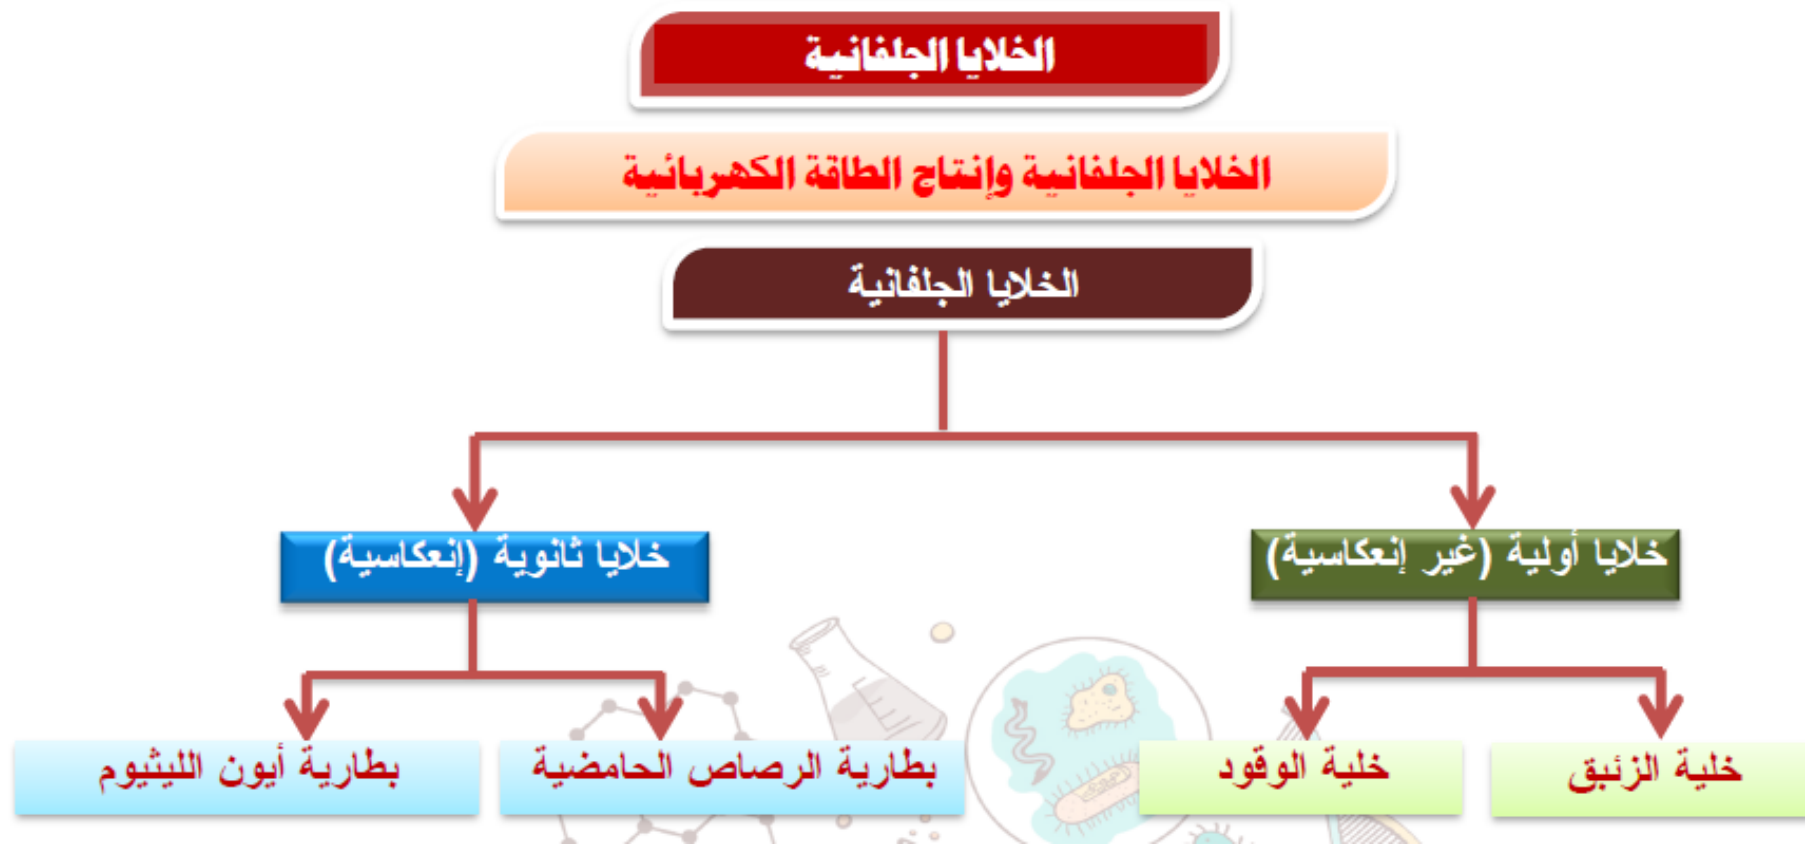 الخلايا الجلفانية
الخلايا الجلفانية وإنتاج الطاقة الكهربائية
الخلايا الجلفانية
خلايا أولية (غير إنعكاسية)
خلايا ثانوية (إنعكاسية)
خلية الزئبق
خلية الوقود
بطارية الرصاص الحامضية
بطارية أيون الليثيوم